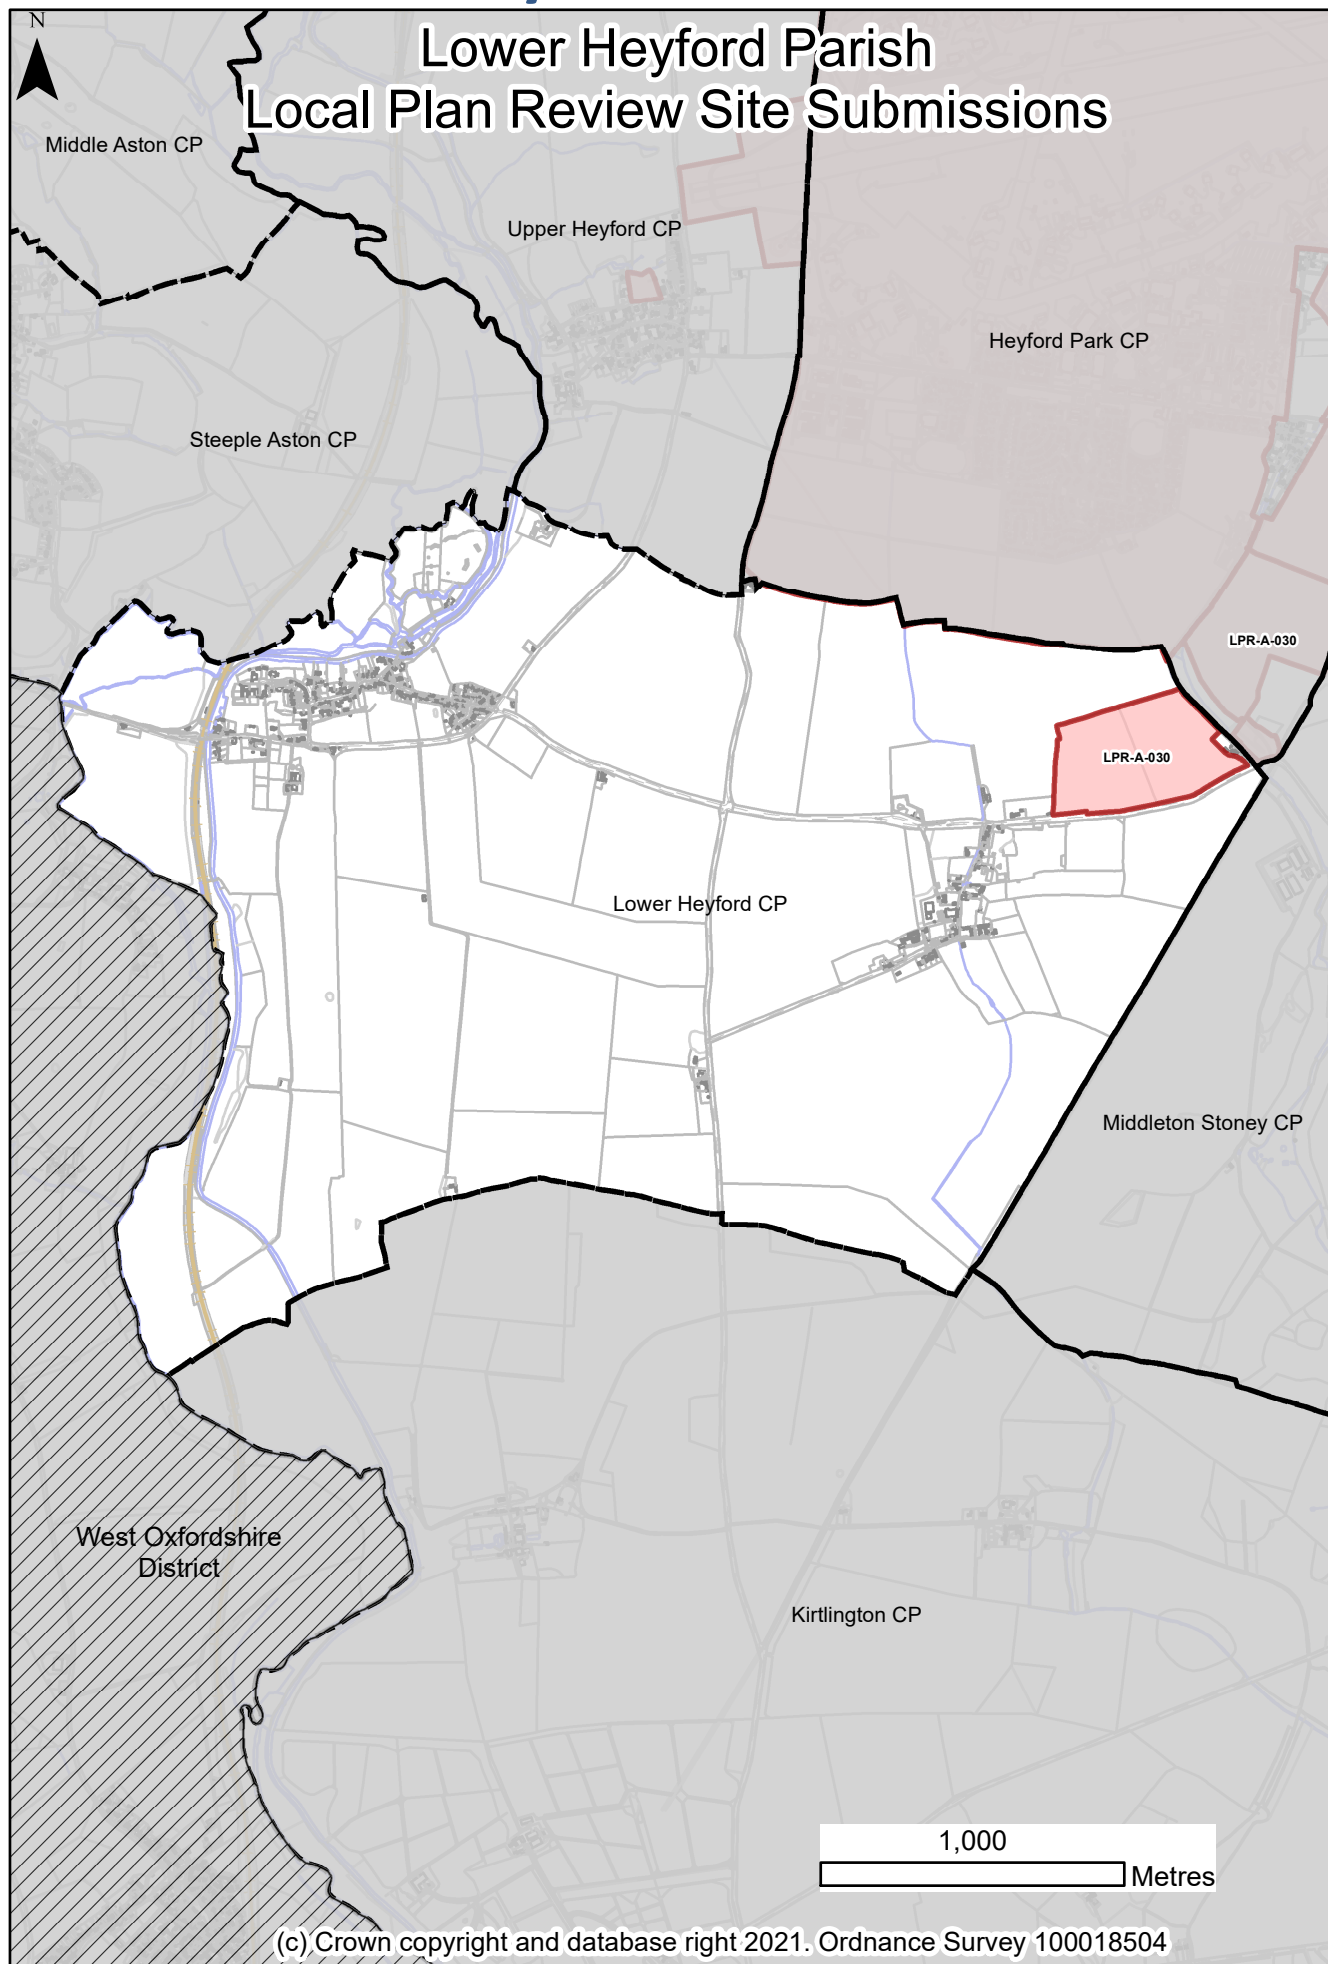 N
Lower Heyford Parish
Local Plan Review Site Submissions
Middle Aston CP
Upper Heyford CP
Heyford Park CP
Steeple Aston CP
LPR-A-030
LPR-A-030
Lower Heyford CP
Middleton Stoney CP
West Oxfordshire
District
Kirtlington CP
1,000
Metres
(c) Crown copyright and database right 2021. Ordnance Survey 100018504